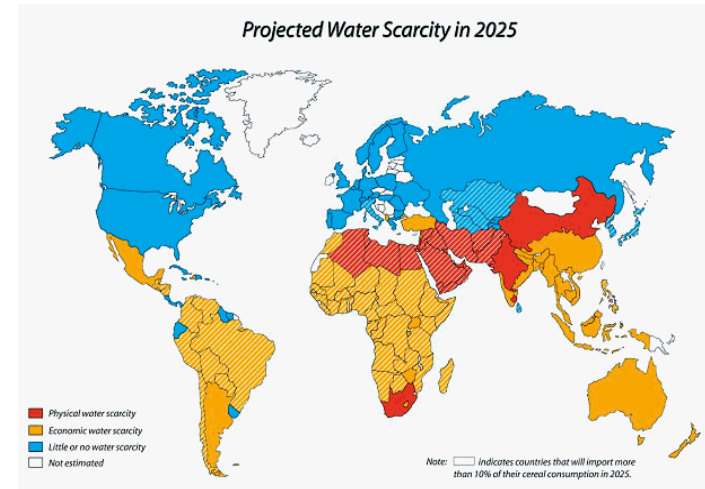 Projected Water Scarcity in 2025
Physical water scarcity
Economic water scarcity
Little or no water scarcity
Not estimated
Note: indicates countries that will import more
than 10% of their cereal consumption in 2025.